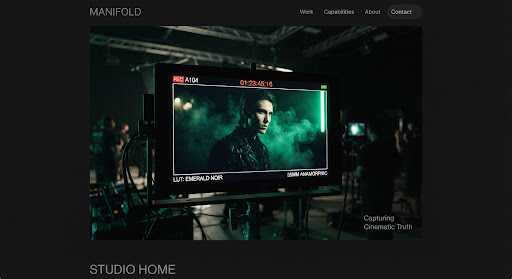 MANIFOLD
Work
Capabilities
About
Contact
REC A104
01:23:45:16
LUT: EMERALD NOIR
35MM ANAMORPHIC
Capturing
Cinematic Truth
STUDIO HOME